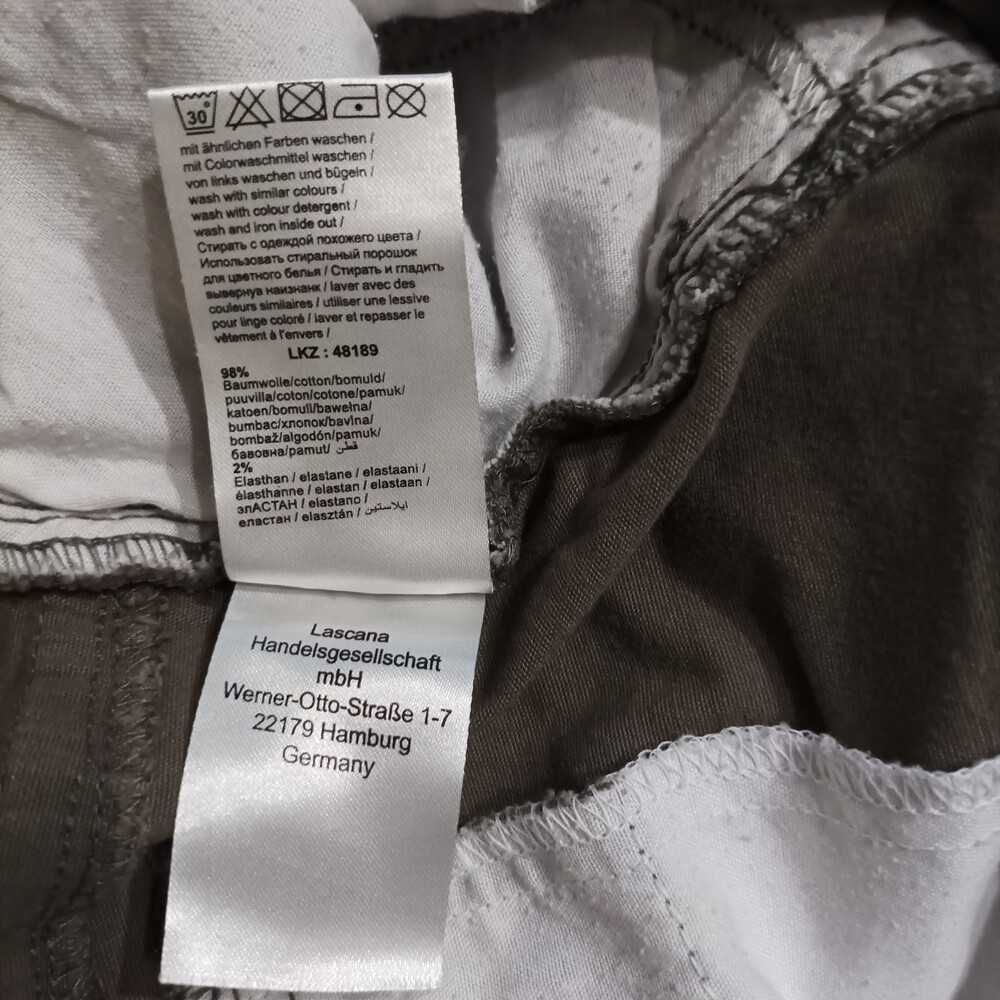 30°
mit ähnlichen Farben waschen /
mit Colorwaschmittel waschen /
von links waschen und bügeln /
wash with similar colours /
wash with colour detergent /
wash and iron inside out /
Стирать с одеждой похожего цвета /
Использовать стиральный порошок
для цветного белья / Стирать и гладить
вывернув наизнанк / laver avec des
couleurs similaires / utiliser une lessive
pour linge coloré / laver et repasser le
vêtement à l'envers /
LKZ : 48189
98%
Baumwolle/cotton/bomuld/
puuvilla/coton/cotone/pamuk/
katoen/bomull/bawełna/
bumbac/хлопок/bavlna/
bombaž/algodón/pamuk/
бавовна/pamut/ قطن
2%
Elasthan / elastane / elastaani /
élasthanne / elastan / elastaan /
элАСТАН / elastano /
еластан / elasztán / ايلاستين
Lascana
Handelsgesellschaft
mbH
Werner-Otto-Straße 1-7
22179 Hamburg
Germany